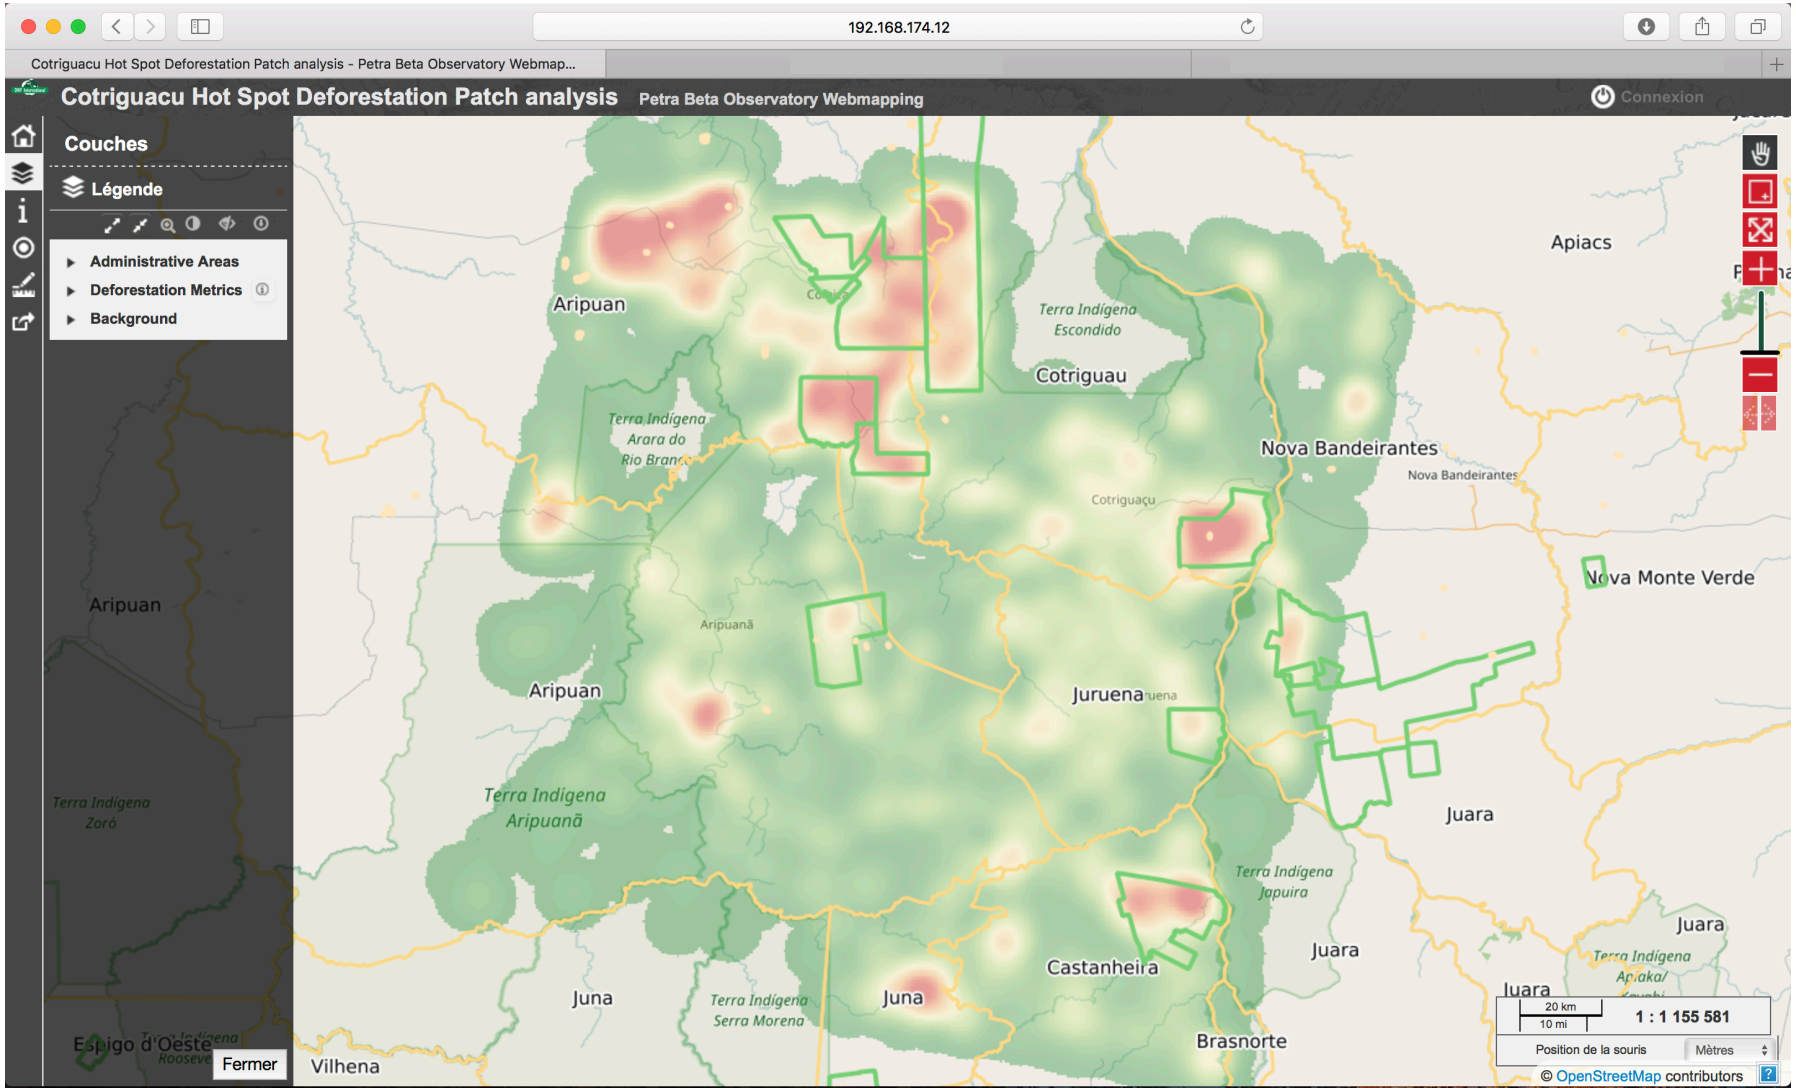 192.168.174.12
Cotriguacu Hot Spot Deforestation Patch analysis - Petra Beta Observatory Webmap...
Cotriguacu Hot Spot Deforestation Patch analysis
Petra Beta Observatory Webmapping
Connexion
Couches
Légende
Administrative Areas
Deforestation Metrics
Background
Apiacs
Aripuan
Terra Indígena
Escondido
Cotriguau
Terra Indígena
Arara do
Nova Bandeirantes
Nova Bandeirantes
Cotriguaçu
Nova Monte Verde
Aripuan
Aripuanã
Aripuan
Juruena
Terra Indígena
Aripuanã
Terra Indígena
Zoró
Juara
Terra Indígena
Japuira
Juara
Juara
Castanheira
Terra Indígena
Juna
Juna
Terra Indígena
Serra Morena
Juara
20 km
10 mi
1 : 1 155 581
Espigo d'Oeste
Brasnorte
Position de la souris
Mètres
Fermer
Vilhena
© OpenStreetMap contributors
?